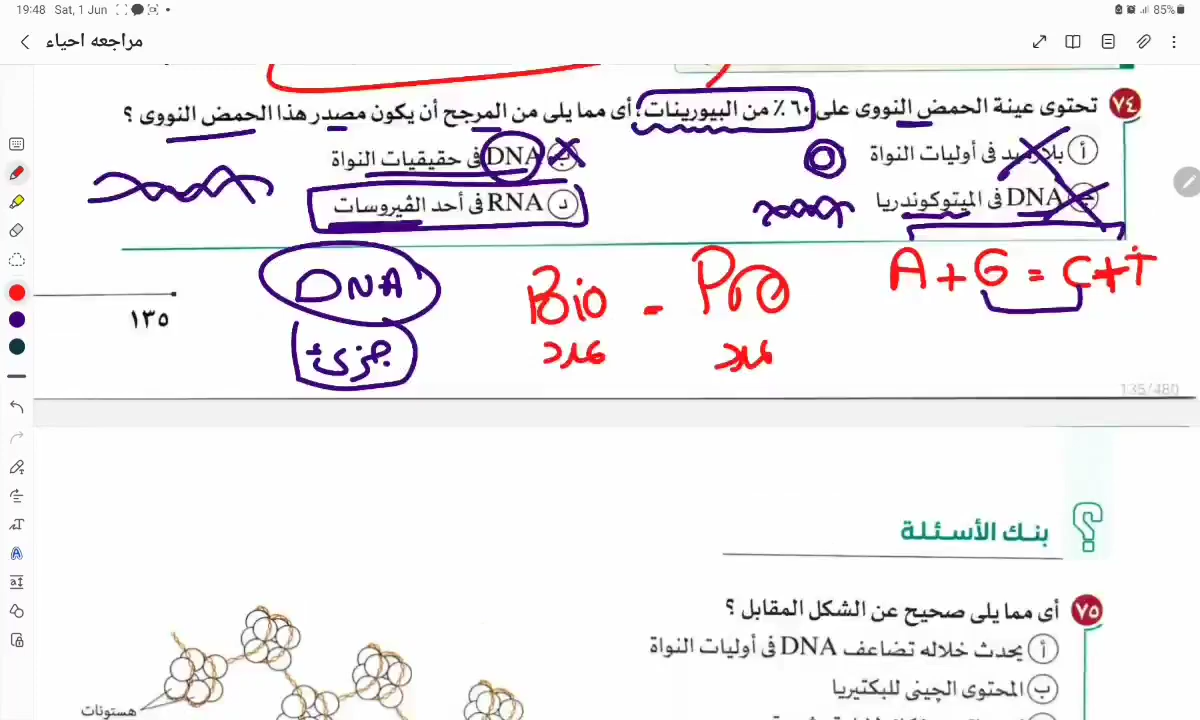 19:48 Sat, 1 Jun
85%
مراجعه احياء
٧٤ تحتوى عينة الحمض النووى على ٦٠٪ من البيورينات، أى مما يلى من المرجح أن يكون مصدر هذا الحمض النووى ؟
أ بلازميد فى أوليات النواة
ب DNA فى حقيقيات النواة
ج DNA فى الميتوكوندريا
د RNA فى أحد الڤيروسات
A + G = C + T
DNA
جزئ
Bio - Pro
عدد عدد
١٣٥
135/480
بنك الأسئلة
٧٥ أى مما يلى صحيح عن الشكل المقابل ؟
أ يحدث خلاله تضاعف DNA فى أوليات النواة
ب المحتوى الچينى للبكتيريا
هستونات